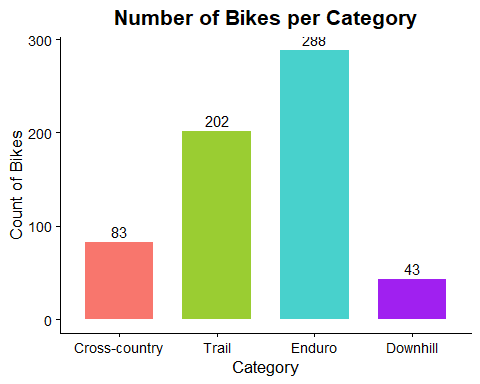 Number of Bikes per Category
Count of Bikes
300
200
100
0
83
202
288
43
Cross-country
Trail
Enduro
Downhill
Category